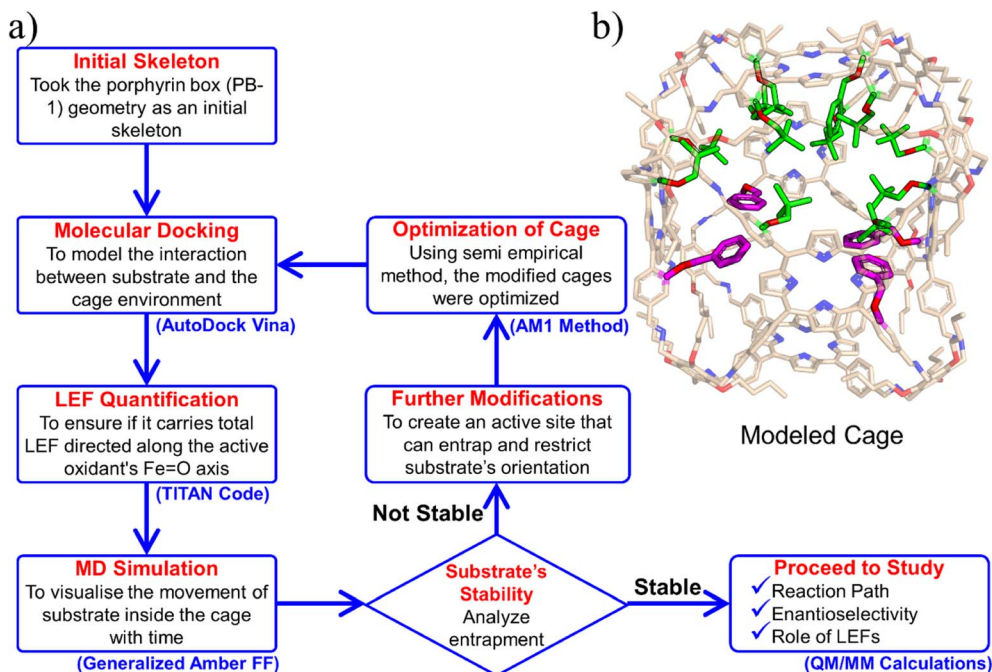 a)
Initial Skeleton
Took the porphyrin box (PB-
1) geometry as an initial
skeleton
Molecular Docking
To model the interaction
between substrate and the
cage environment
(AutoDock Vina)
LEF Quantification
To ensure if it carries total
LEF directed along the active
oxidant's Fe=O axis
(TITAN Code)
MD Simulation
To visualise the movement of
substrate inside the cage
with time
(Generalized Amber FF)
Substrate's
Stability
Analyze
entrapment
Not Stable
Further Modifications
To create an active site that
can entrap and restrict
substrate's orientation
Optimization of Cage
Using semi empirical
method, the modified cages
were optimized
(AM1 Method)
Stable
Proceed to Study
✓Reaction Path
✓Enantioselectivity
✓Role of LEFs
(QM/MM Calculations)
b)
Modeled Cage